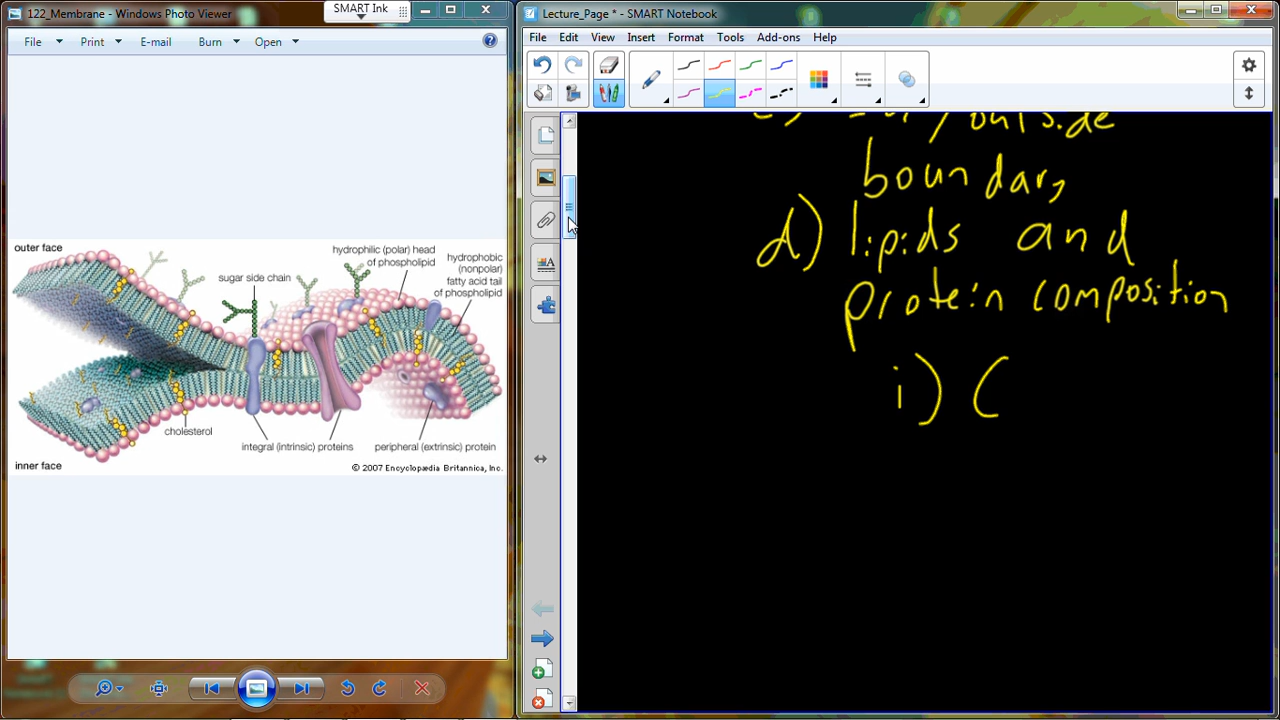 122_Membrane - Windows Photo Viewer
SMART Ink
File Print E-mail Burn Open
outer face
sugar side chain
hydrophilic (polar) head
of phospholipid
hydrophobic
(nonpolar)
fatty acid tail
of phospholipid
cholesterol
integral (intrinsic) proteins
peripheral (extrinsic) protein
inner face
© 2007 Encyclopædia Britannica, Inc.
Lecture_Page * - SMART Notebook
File Edit View Insert Format Tools Add-ons Help
/ outside
boundary
d) lipids and
protein composition
i) (